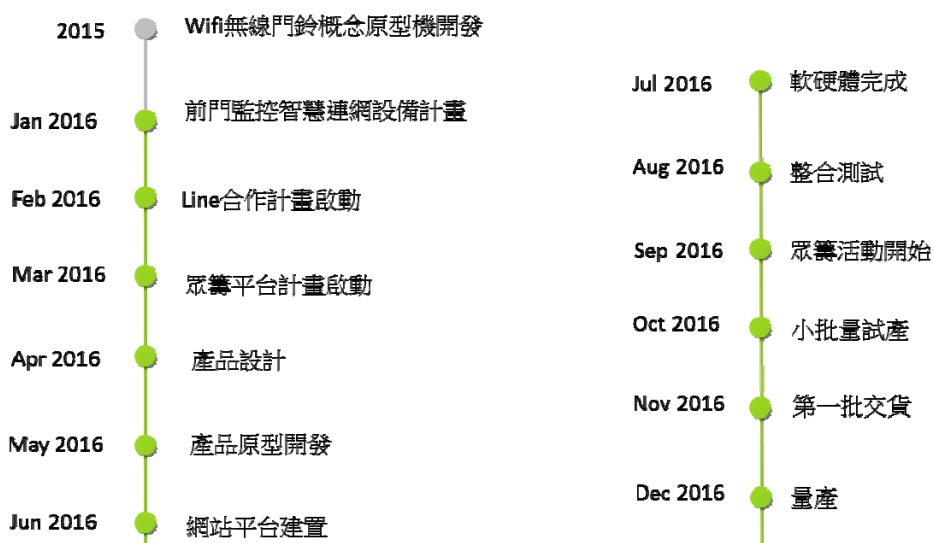 2015 Wifi無線門鈴概念原型機開發
Jan 2016 前門監控智慧連網設備計畫
Feb 2016 Line合作計畫啟動
Mar 2016 眾籌平台計畫啟動
Apr 2016 產品設計
May 2016 產品原型開發
Jun 2016 網站平台建置
Jul 2016 軟硬體完成
Aug 2016 整合測試
Sep 2016 眾籌活動開始
Oct 2016 小批量試產
Nov 2016 第一批交貨
Dec 2016 量產